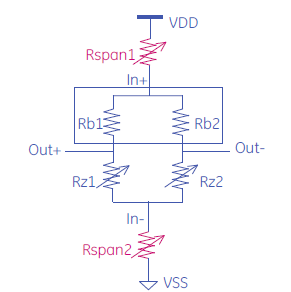 VDD
Rspan1
In+
Rb1 Rb2
Out+ Out-
Rz1 Rz2
In-
Rspan2
VSS